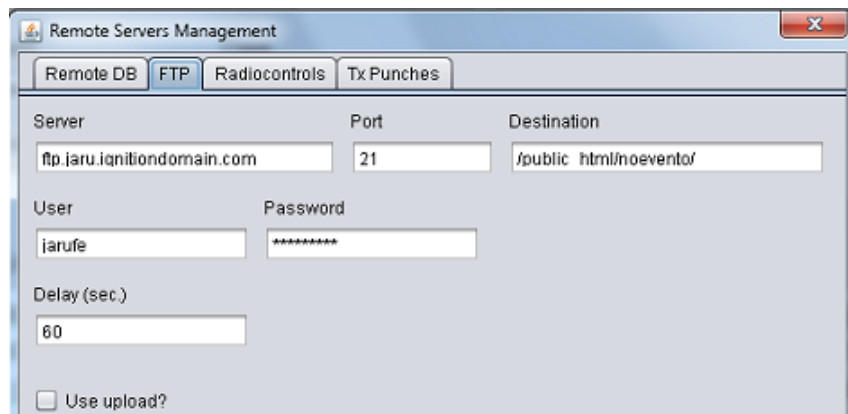 Remote Servers Management
Remote DB FTP Radiocontrols Tx Punches
Server Port Destination
ftp.jaru.ignitiondomain.com 21 /public_html/noevento/
User Password
jarufe *********
Delay (sec.)
60
Use upload?